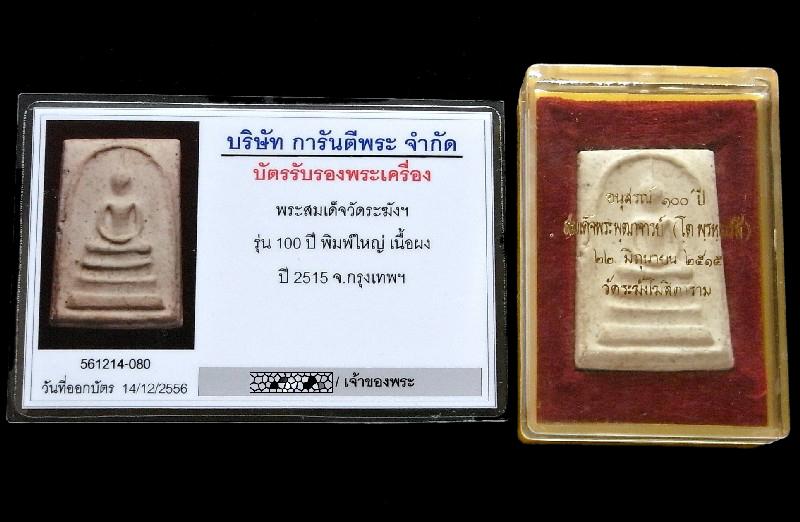 บริษัท การันตีพระ จำกัด
บัตรรับรองพระเครื่อง
พระสมเด็จวัดระฆังฯ
รุ่น 100 ปี พิมพ์ใหญ่ เนื้อผง
ปี 2515 จ.กรุงเทพฯ
561214-080
วันที่ออกบัตร 14/12/2556
/ เจ้าของพระ
อนุสรณ์ ๑๐๐ ปี
สมเด็จพระพุฒาจารย์ (โต
๒๒ มิถุนายน ๒๕๑๕
วัดระฆังโฆสิตาราม